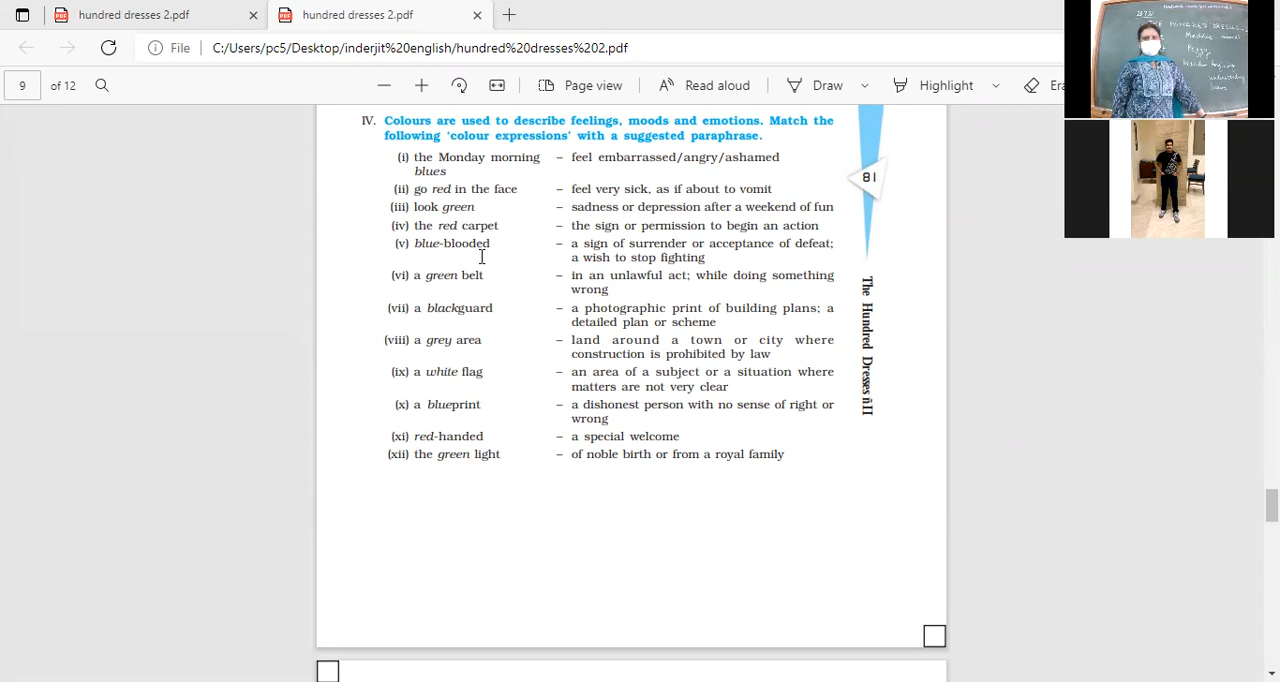 hundred dresses 2.pdf
hundred dresses 2.pdf
File
C:/Users/pc5/Desktop/inderjit%20english/hundred%20dresses%202.pdf
9 of 12
Page view
Read aloud
Draw
Highlight
Era
IV. Colours are used to describe feelings, moods and emotions. Match the
following ‘colour expressions’ with a suggested paraphrase.
(i) the Monday morning – feel embarrassed/angry/ashamed
blues
(ii) go red in the face – feel very sick, as if about to vomit
(iii) look green – sadness or depression after a weekend of fun
(iv) the red carpet – the sign or permission to begin an action
(v) blue-blooded – a sign of surrender or acceptance of defeat;
a wish to stop fighting
(vi) a green belt – in an unlawful act; while doing something
wrong
(vii) a blackguard – a photographic print of building plans; a
detailed plan or scheme
(viii) a grey area – land around a town or city where
construction is prohibited by law
(ix) a white flag – an area of a subject or a situation where
matters are not very clear
(x) a blueprint – a dishonest person with no sense of right or
wrong
(xi) red-handed – a special welcome
(xii) the green light – of noble birth or from a royal family
81
The Hundred Dresses ñ II
THE HUNDRED DRESSES
Maddie
Peggy